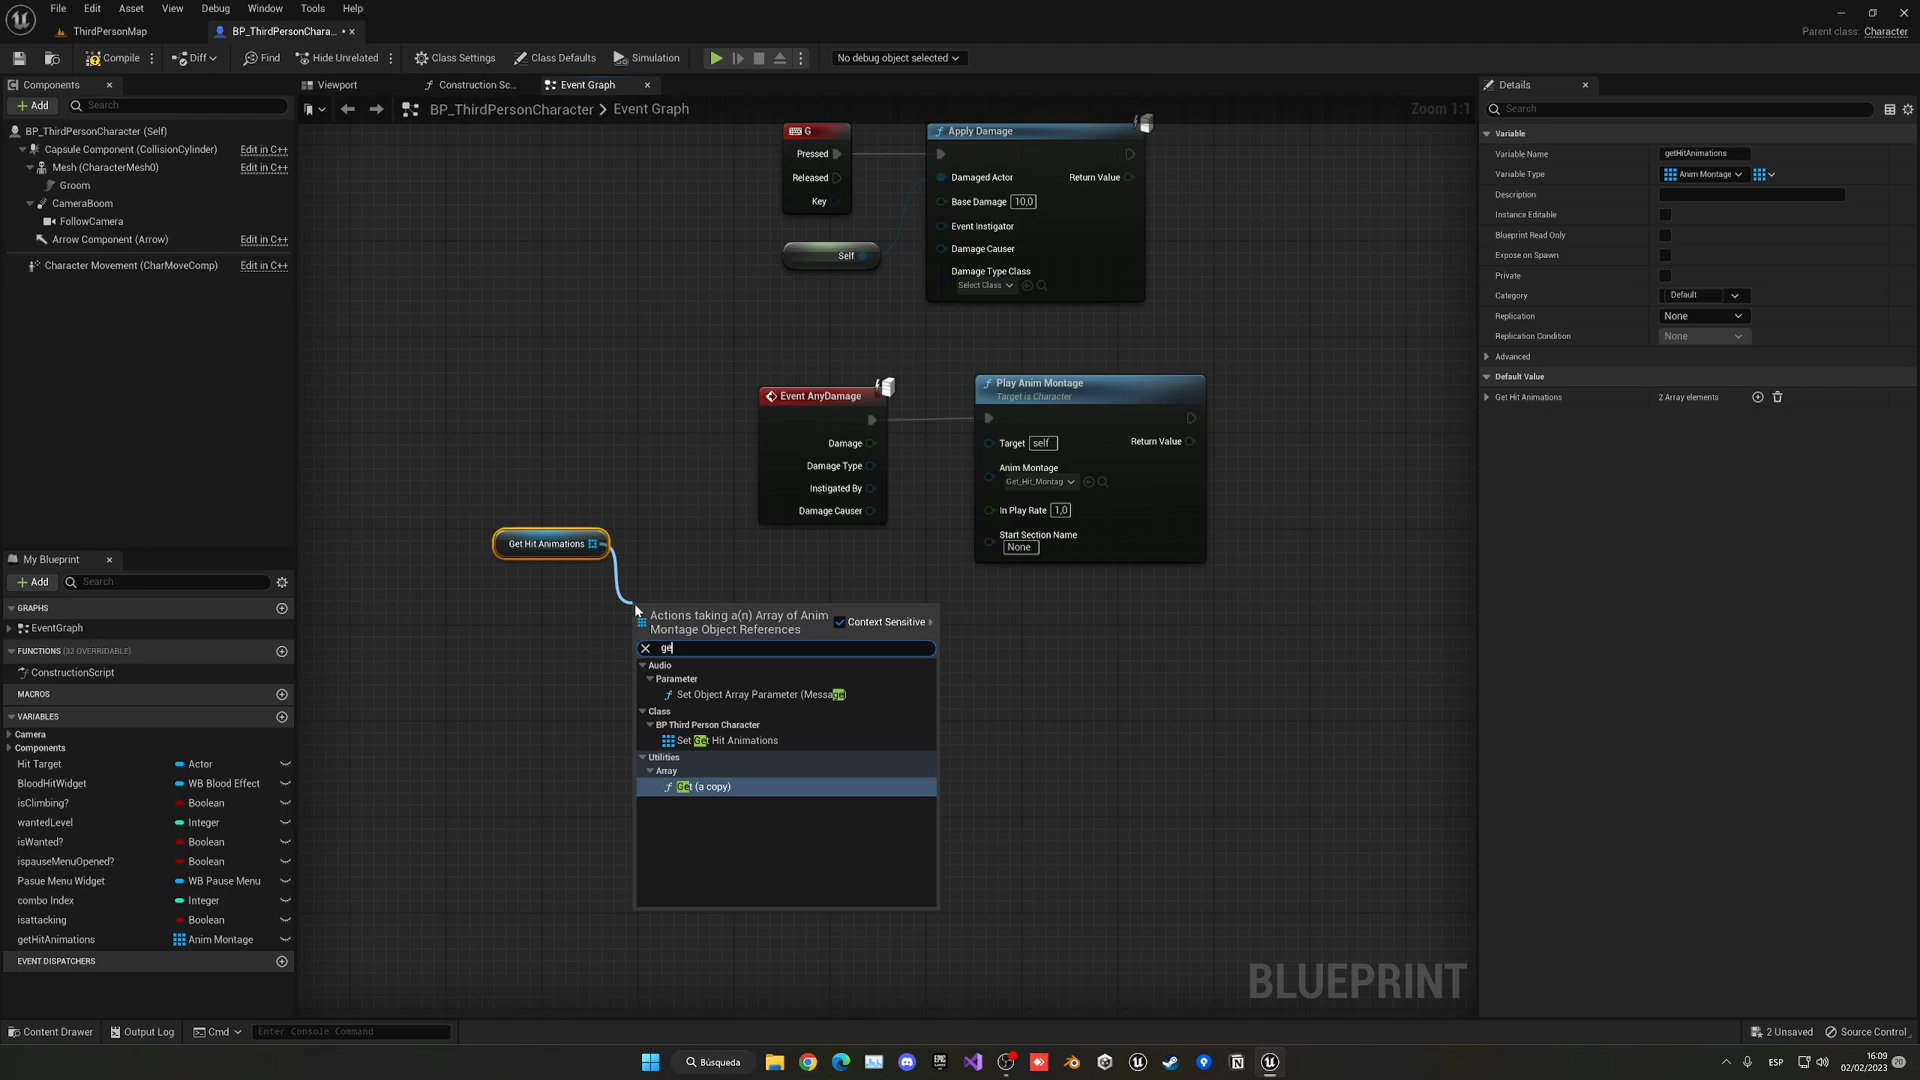 File Edit Asset View Debug Window Tools Help
ThirdPersonMap
BP_ThirdPersonChara... •
Parent class: Character
Compile
Diff
Find
Hide Unrelated
Class Settings
Class Defaults
Simulation
No debug object selected
Components
Add
Search
BP_ThirdPersonCharacter (Self)
Capsule Component (CollisionCylinder) Edit in C++
Mesh (CharacterMesh0) Edit in C++
Groom
CameraBoom
FollowCamera
Arrow Component (Arrow) Edit in C++
Character Movement (CharMoveComp) Edit in C++
My Blueprint
Add
Search
GRAPHS
EventGraph
FUNCTIONS (32 OVERRIDABLE)
ConstructionScript
MACROS
VARIABLES
Camera
Components
Hit Target Actor
BloodHitWidget WB Blood Effect
isClimbing? Boolean
wantedLevel Integer
isWanted? Boolean
ispauseMenuOpened? Boolean
Pasue Menu Widget WB Pause Menu
combo Index Integer
isattacking Boolean
getHitAnimations Anim Montage
EVENT DISPATCHERS
Viewport
Construction Sc...
Event Graph
BP_ThirdPersonCharacter > Event Graph
Zoom 1:1
G
Pressed
Released
Key
Self
Apply Damage
Damaged Actor Return Value
Base Damage 10,0
Event Instigator
Damage Causer
Damage Type Class
Select Class
Event AnyDamage
Damage
Damage Type
Instigated By
Damage Causer
Play Anim Montage
Target is Character
Target self
Return Value
Anim Montage
Get_Hit_Montag
In Play Rate 1,0
Start Section Name
None
Get Hit Animations
Actions taking a(n) Array of Anim
Montage Object References
Context Sensitive
ge
Audio
Parameter
Set Object Array Parameter (Message)
Class
BP Third Person Character
Set Get Hit Animations
Utilities
Array
Get (a copy)
BLUEPRINT
Details
Search
Variable
Variable Name getHitAnimations
Variable Type Anim Montage
Description
Instance Editable
Blueprint Read Only
Expose on Spawn
Private
Category Default
Replication None
Replication Condition None
Advanced
Default Value
Get Hit Animations 2 Array elements
Content Drawer
Output Log
Cmd
Enter Console Command
2 Unsaved
Source Control
Búsqueda
ESP
16:09
02/02/2023
20